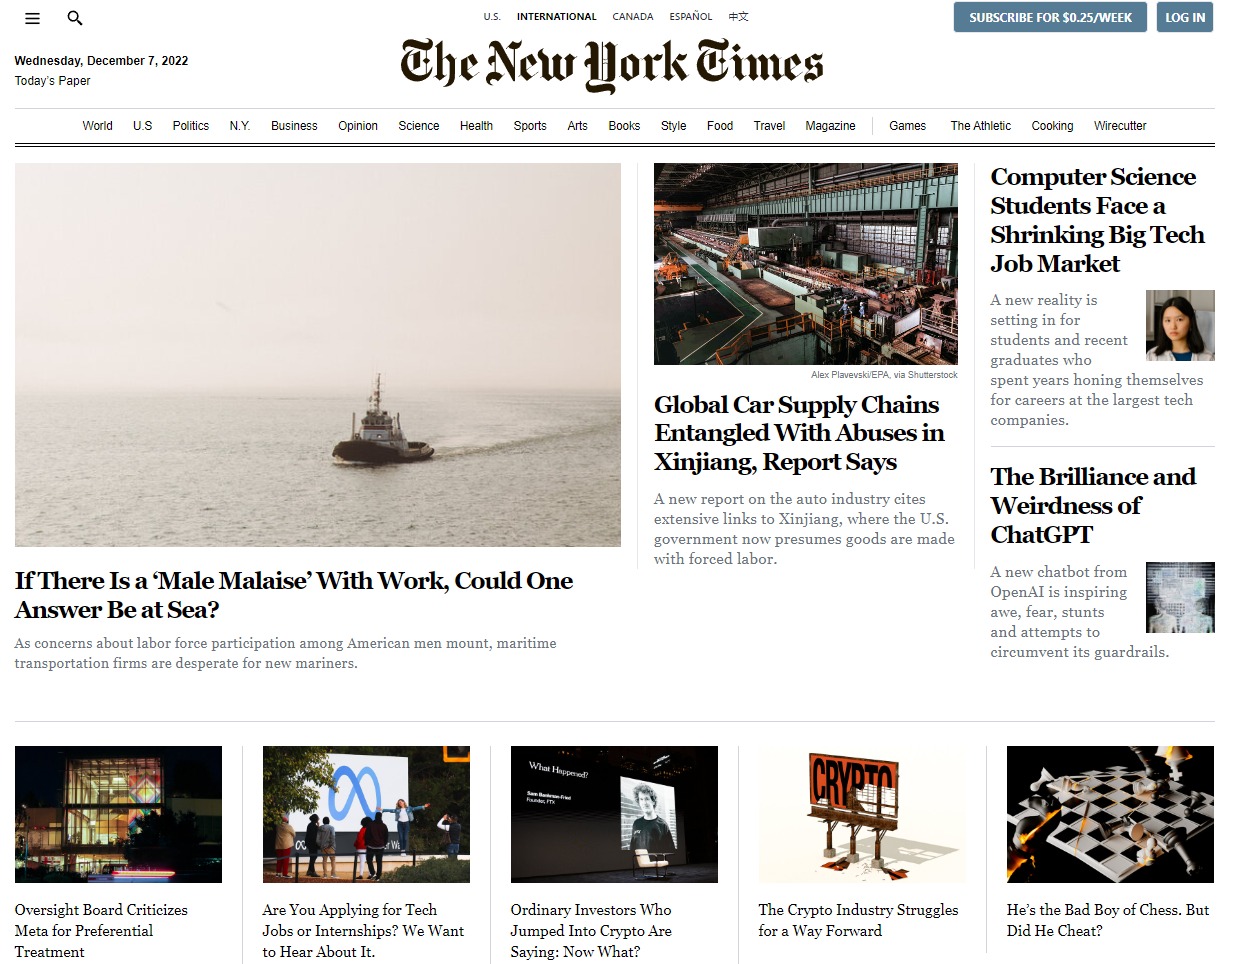 U.S. INTERNATIONAL CANADA ESPAÑOL 中文
SUBSCRIBE FOR $0.25/WEEK LOG IN
Wednesday, December 7, 2022
Today's Paper
The New York Times
World U.S Politics N.Y. Business Opinion Science Health Sports Arts Books Style Food Travel Magazine Games The Athletic Cooking Wirecutter
If There Is a ‘Male Malaise’ With Work, Could One
Answer Be at Sea?
As concerns about labor force participation among American men mount, maritime
transportation firms are desperate for new mariners.
Alex Plavevski/EPA, via Shutterstock
Global Car Supply Chains
Entangled With Abuses in
Xinjiang, Report Says
A new report on the auto industry cites
extensive links to Xinjiang, where the U.S.
government now presumes goods are made
with forced labor.
Computer Science
Students Face a
Shrinking Big Tech
Job Market
A new reality is
setting in for
students and recent
graduates who
spent years honing themselves
for careers at the largest tech
companies.
The Brilliance and
Weirdness of
ChatGPT
A new chatbot from
OpenAI is inspiring
awe, fear, stunts
and attempts to
circumvent its guardrails.
Oversight Board Criticizes
Meta for Preferential
Treatment
Are You Applying for Tech
Jobs or Internships? We Want
to Hear About It.
What Happened?
Sam Bankman-Fried
Founder, FTX
Ordinary Investors Who
Jumped Into Crypto Are
Saying: Now What?
CRYPTO
The Crypto Industry Struggles
for a Way Forward
He’s the Bad Boy of Chess. But
Did He Cheat?